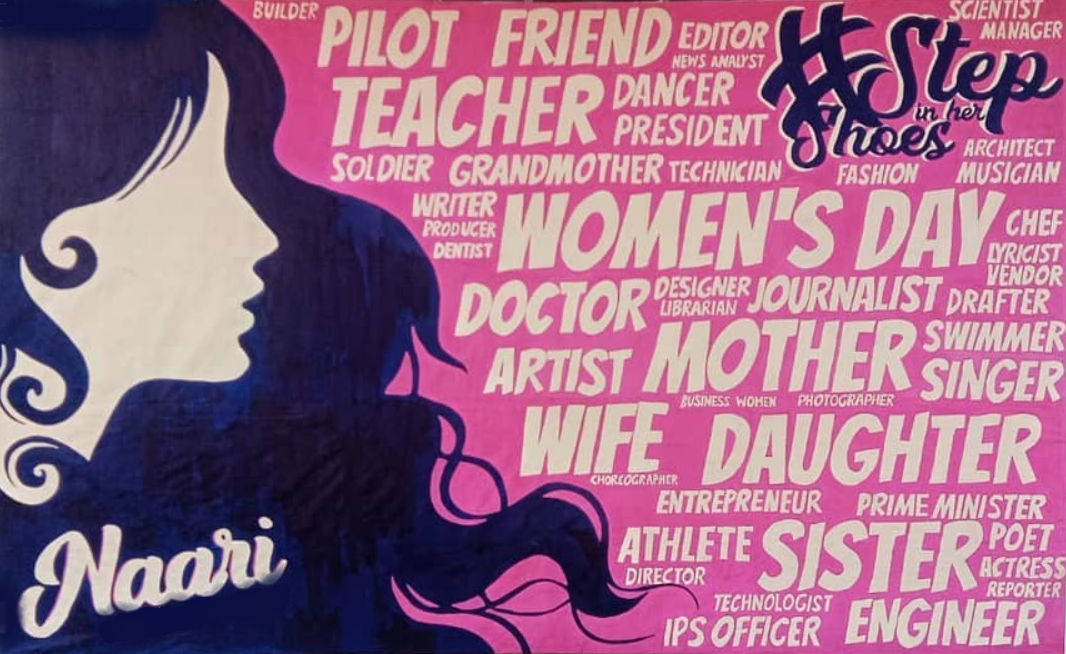 BUILDER
PILOT FRIEND EDITOR
NEWS ANALYST
SCIENTIST
MANAGER
#Step
in her
Shoes
TEACHER DANCER
PRESIDENT
SOLDIER GRANDMOTHER TECHNICIAN
FASHION
ARCHITECT
MUSICIAN
WRITER
PRODUCER
DENTIST
WOMEN'S DAY
CHEF
LYRICIST
VENDOR
DOCTOR
DESIGNER
LIBRARIAN
JOURNALIST DRAFTER
ARTIST MOTHER
SWIMMER
SINGER
BUSINESS WOMEN PHOTOGRAPHER
WIFE DAUGHTER
CHOREOGRAPHER
ENTREPRENEUR PRIME MINISTER
ATHLETE
DIRECTOR
SISTER
POET
ACTRESS
REPORTER
TECHNOLOGIST
IPS OFFICER ENGINEER
Naari